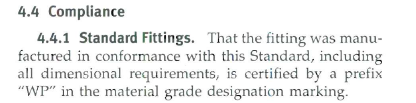 4.4 Compliance
4.4.1 Standard Fittings. That the fitting was manu-
factured in conformance with this Standard, including
all dimensional requirements, is certified by a prefix
"WP" in the material grade designation marking.